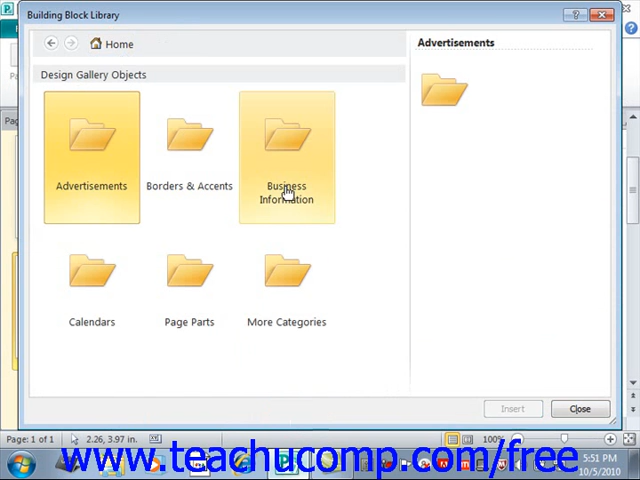 Building Block Library
Home
Design Gallery Objects
Advertisements
Borders & Accents
Business Information
Calendars
Page Parts
More Categories
Advertisements
Insert
Close
Page: 1 of 1
2.26, 3.97 in.
100%
5:51 PM
10/5/2010
www.teachucomp.com/free